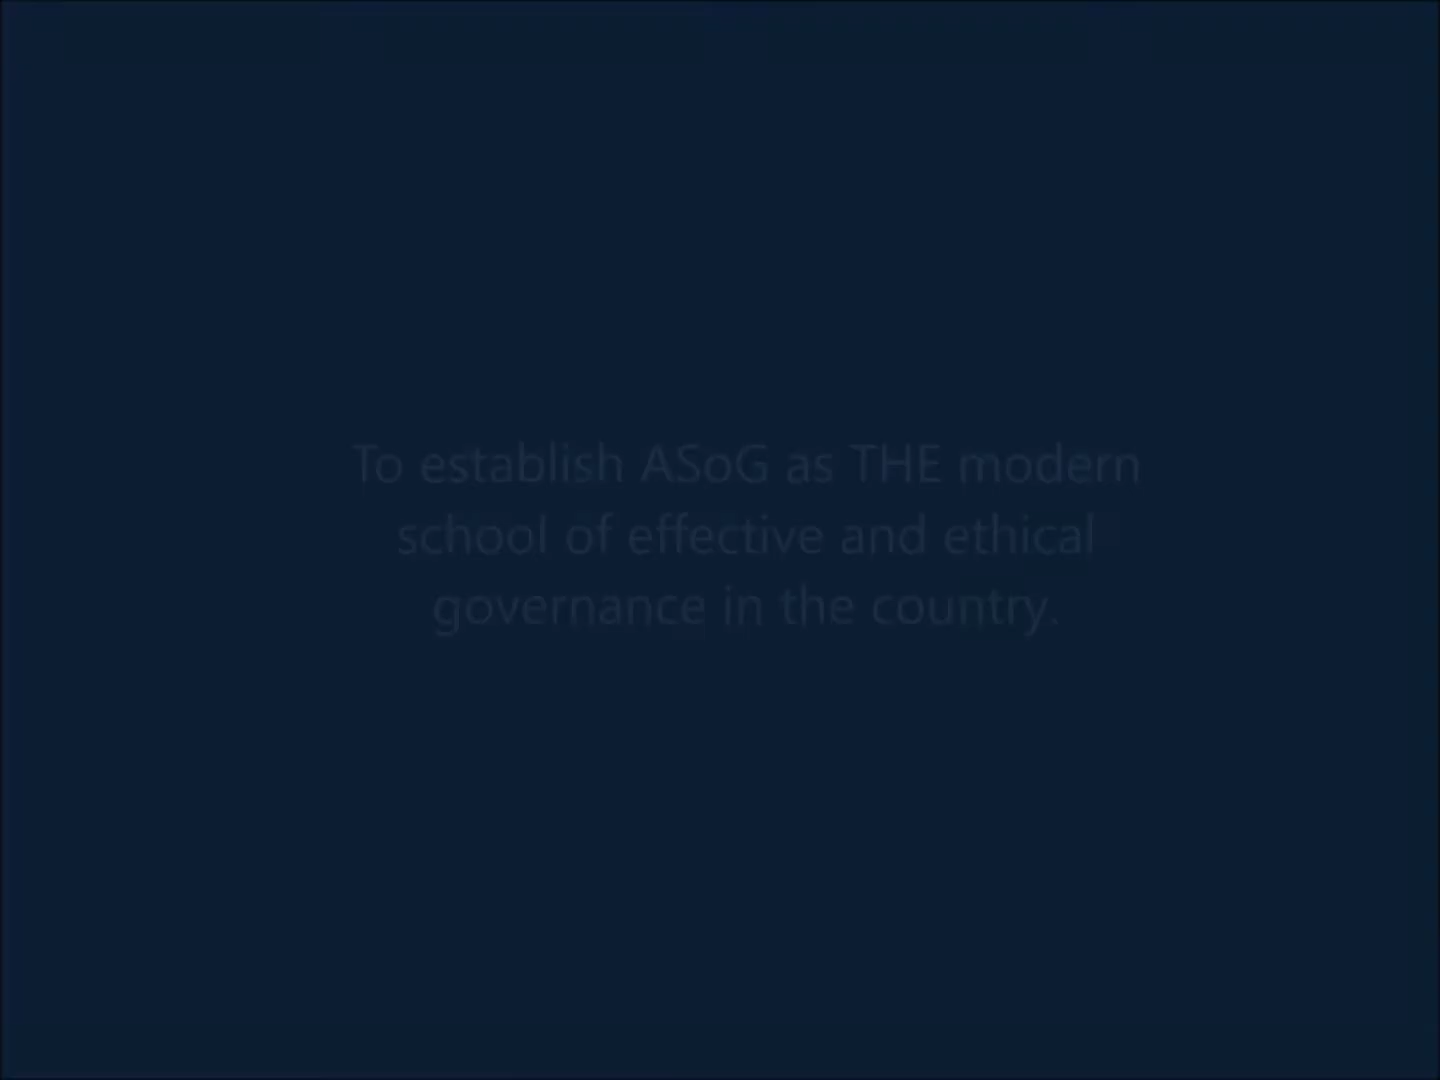 To establish ASoG as THE modern
school of effective and ethical
governance in the country.